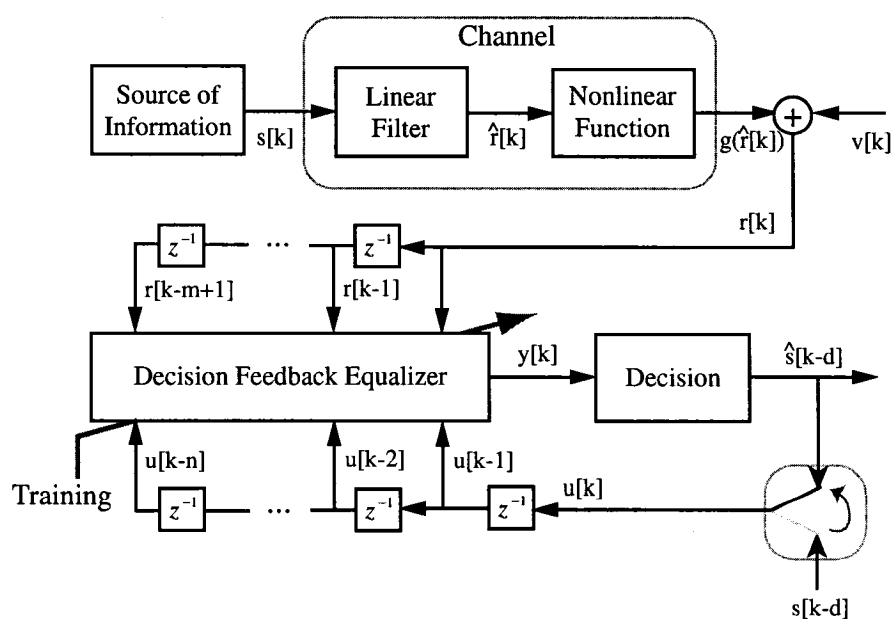 Channel
Source of
Information
s[k]
Linear
Filter
r̂[k]
Nonlinear
Function
g(r̂[k])
+
v[k]
r[k]
z⁻¹
...
z⁻¹
r[k-m+1]
r[k-1]
Decision Feedback Equalizer
y[k]
Decision
ŝ[k-d]
Training
u[k-n]
u[k-2]
u[k-1]
u[k]
z⁻¹
...
z⁻¹
z⁻¹
s[k-d]